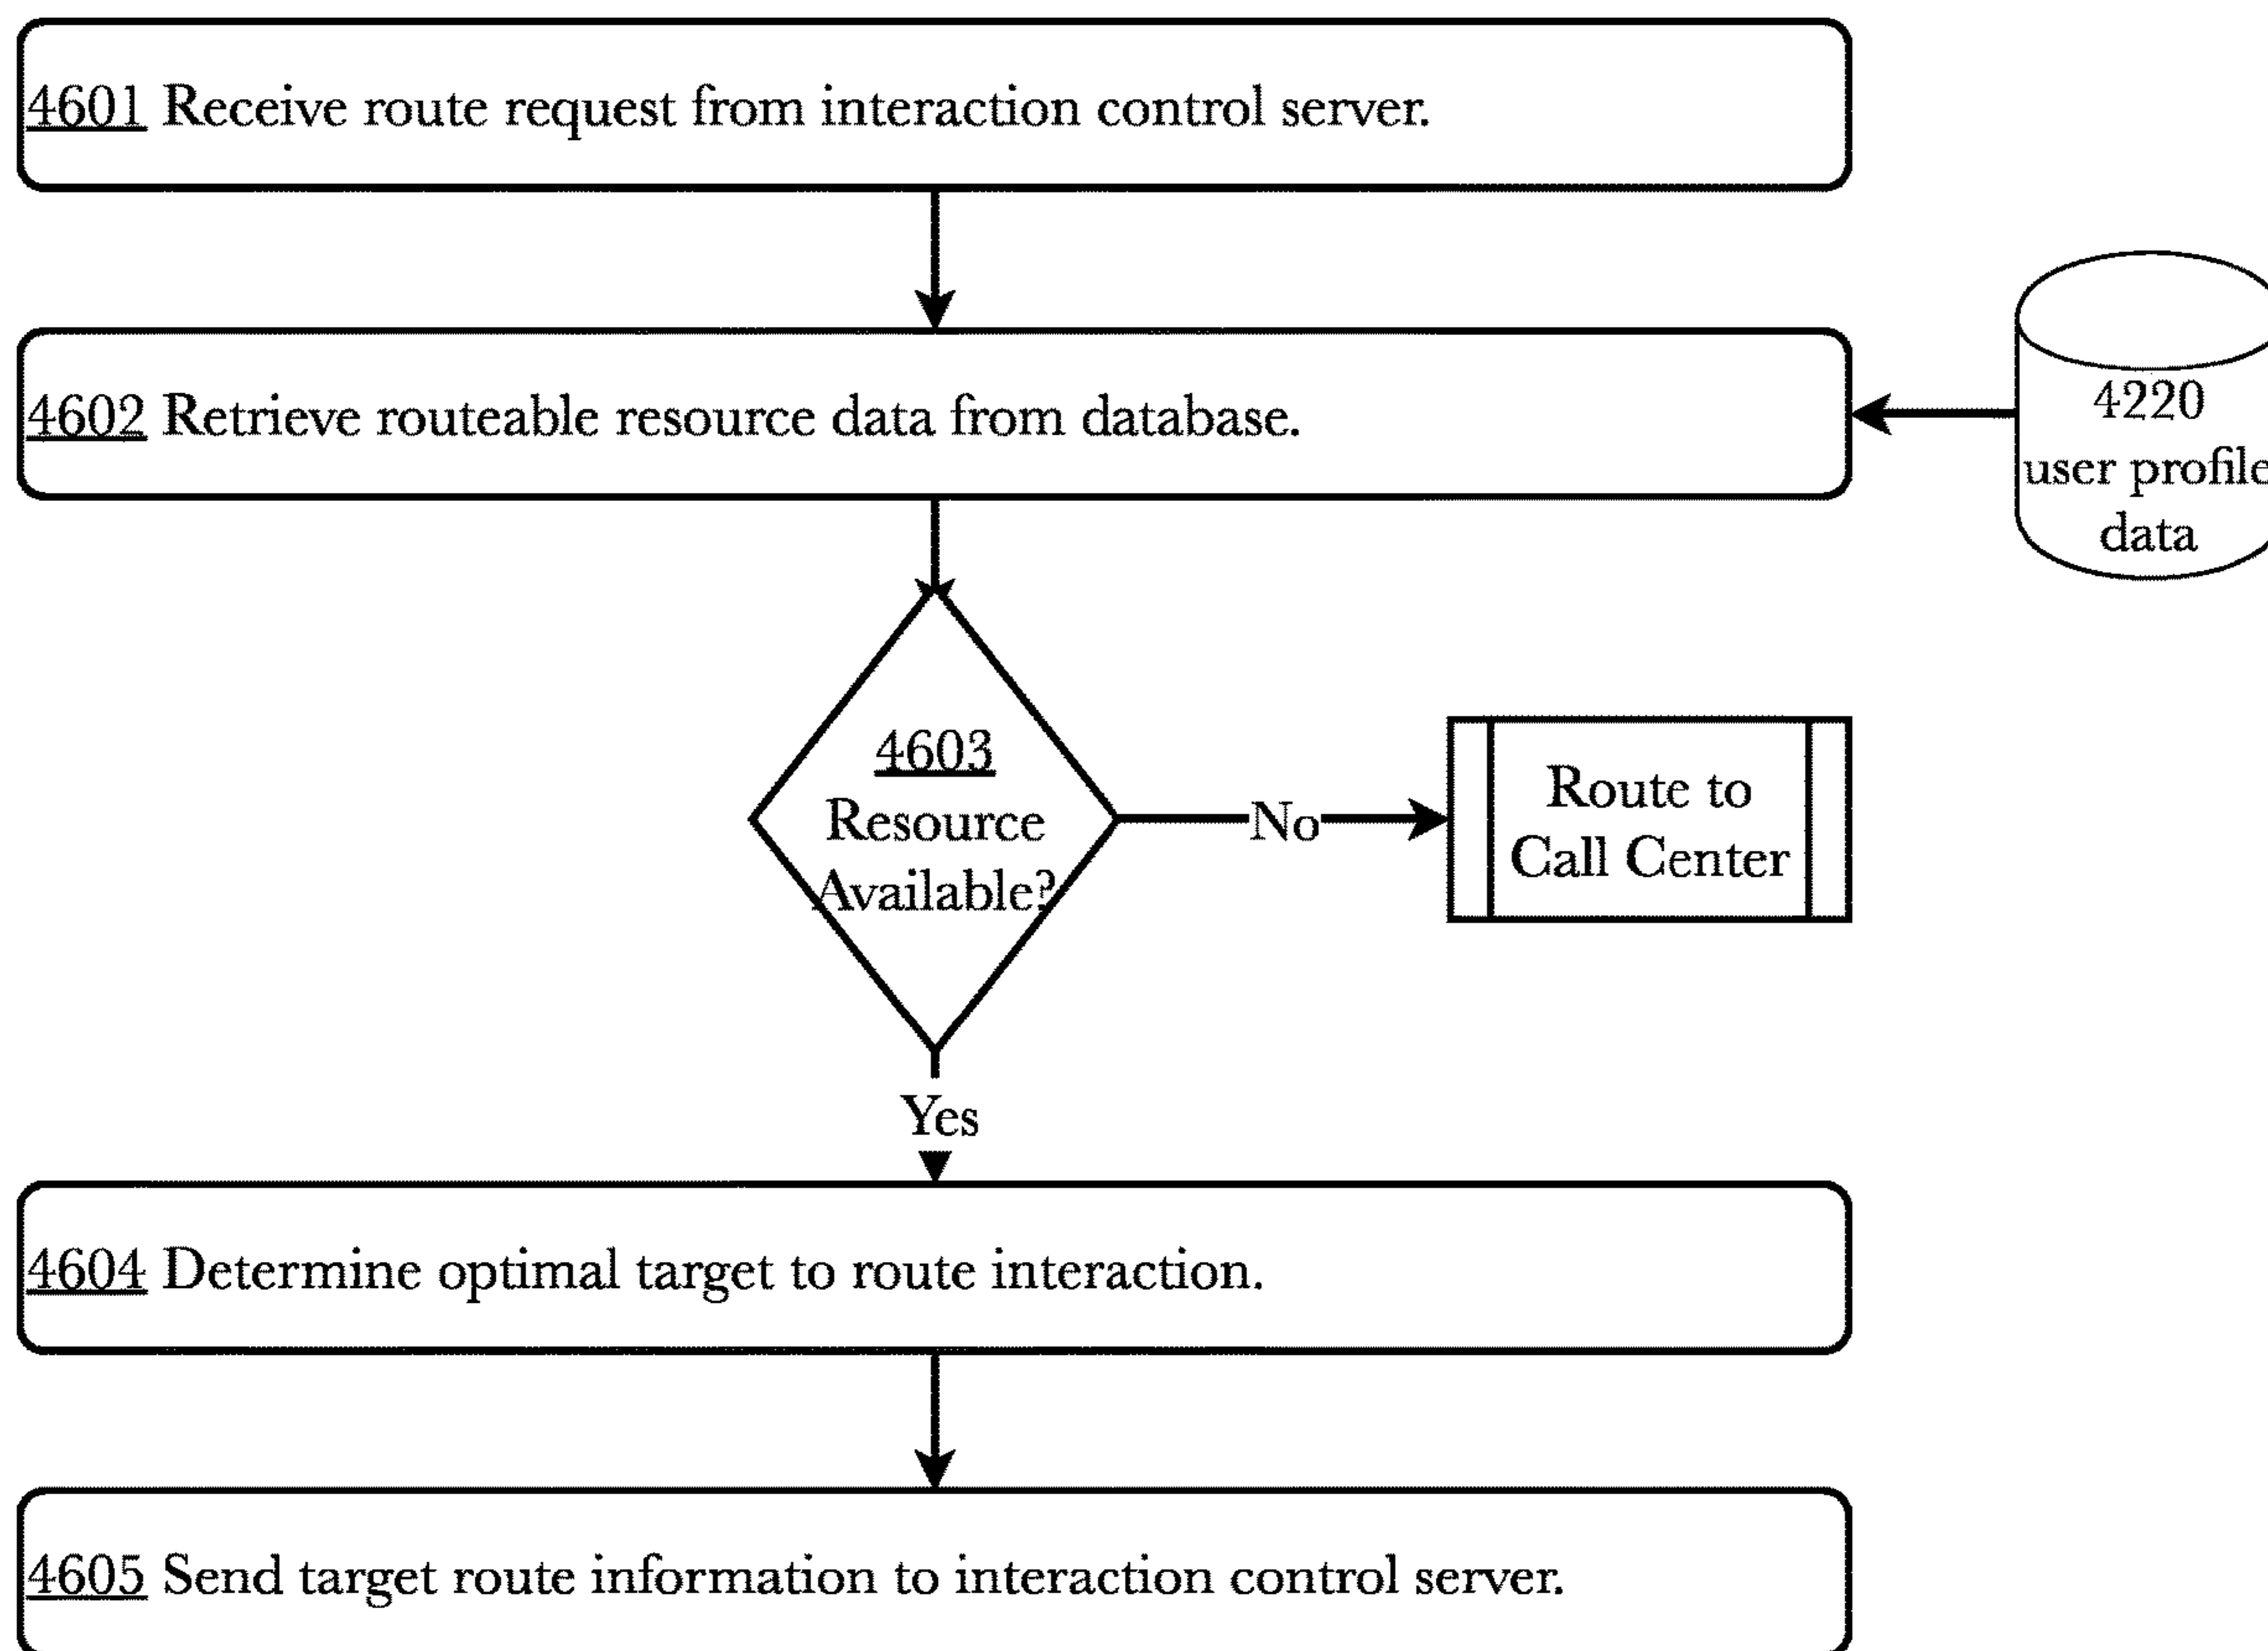 4601 Receive route request from interaction control server.
4602 Retrieve routeable resource data from database.
4220
user profile
data
4603
Resource
Available?
No
Route to
Call Center
Yes
4604 Determine optimal target to route interaction.
4605 Send target route information to interaction control server.